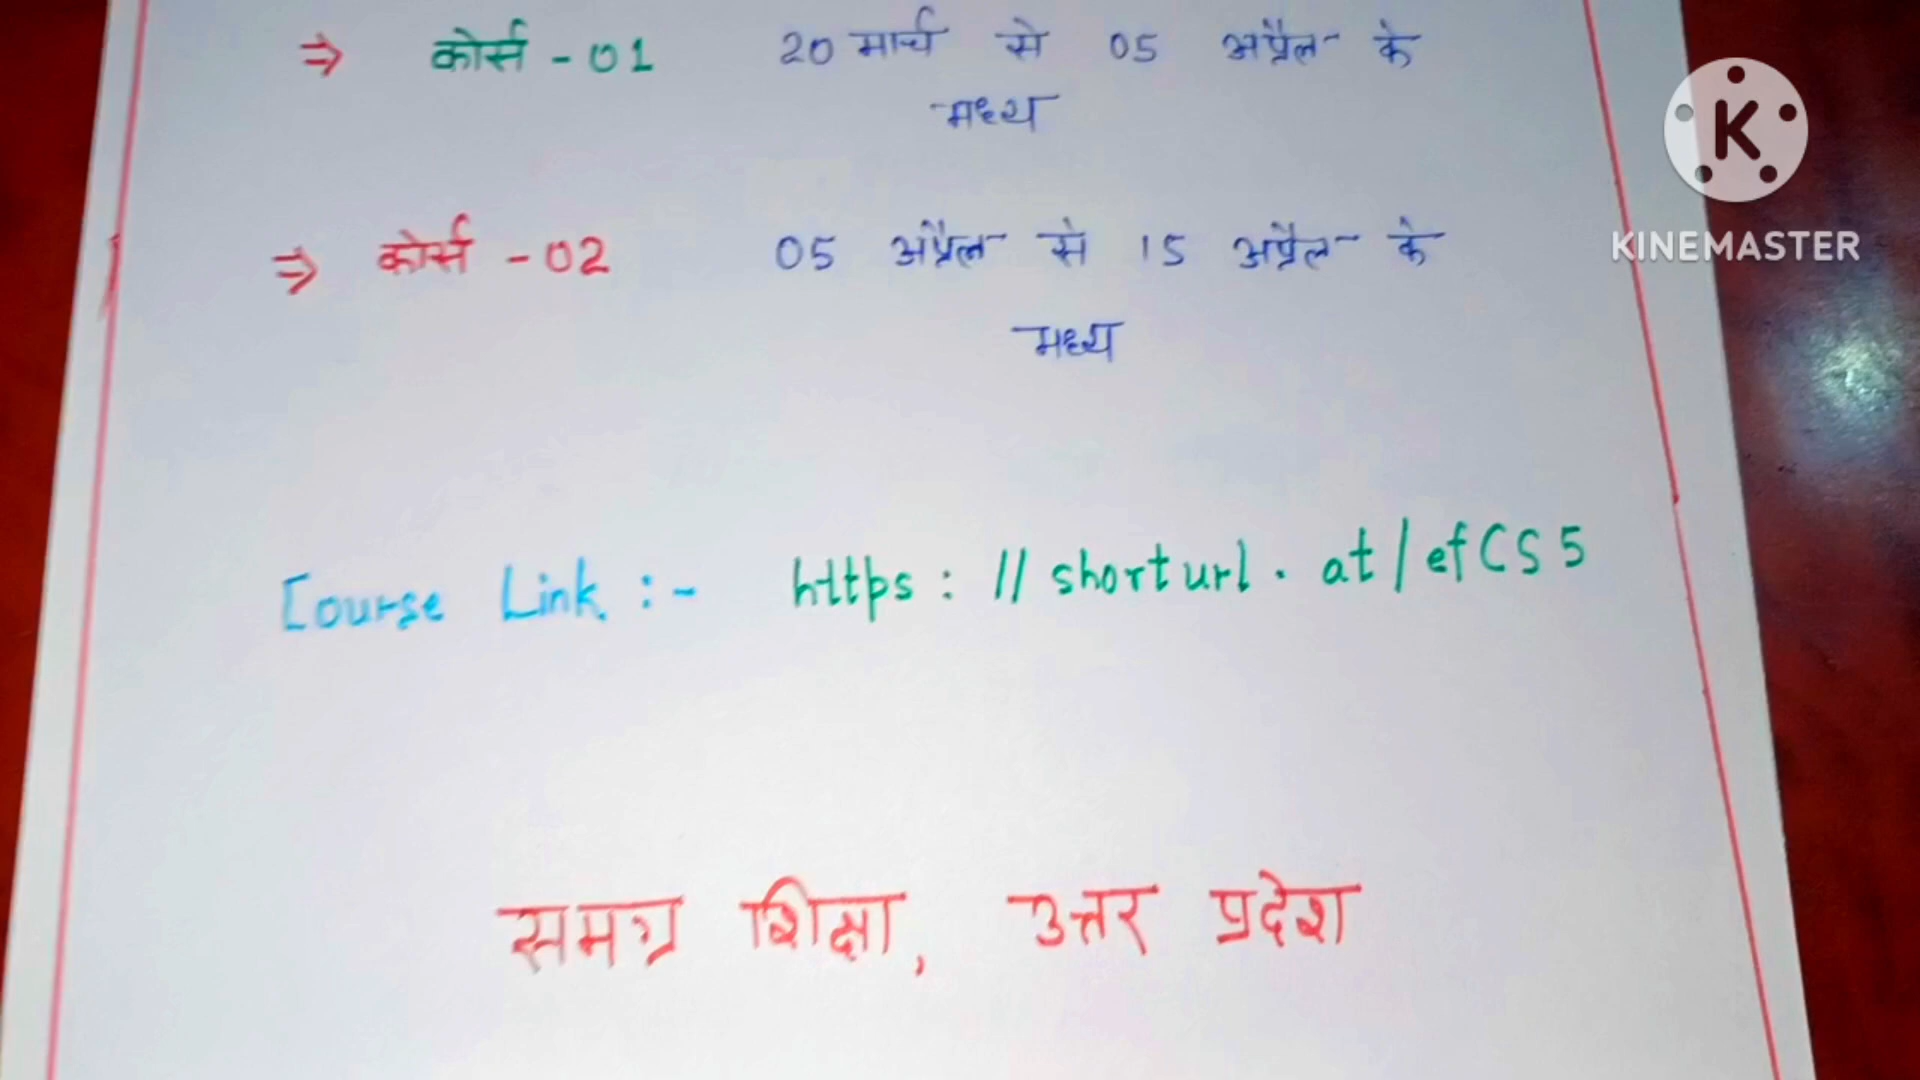 ⇒ कोर्स - 01 20 मार्च से 05 अप्रैल के
मध्य
⇒ कोर्स - 02 05 अप्रैल से 15 अप्रैल के
मध्य
Course Link :- https://shorturl.at/efCS5
समग्र शिक्षा, उत्तर प्रदेश
K
KINEMASTER